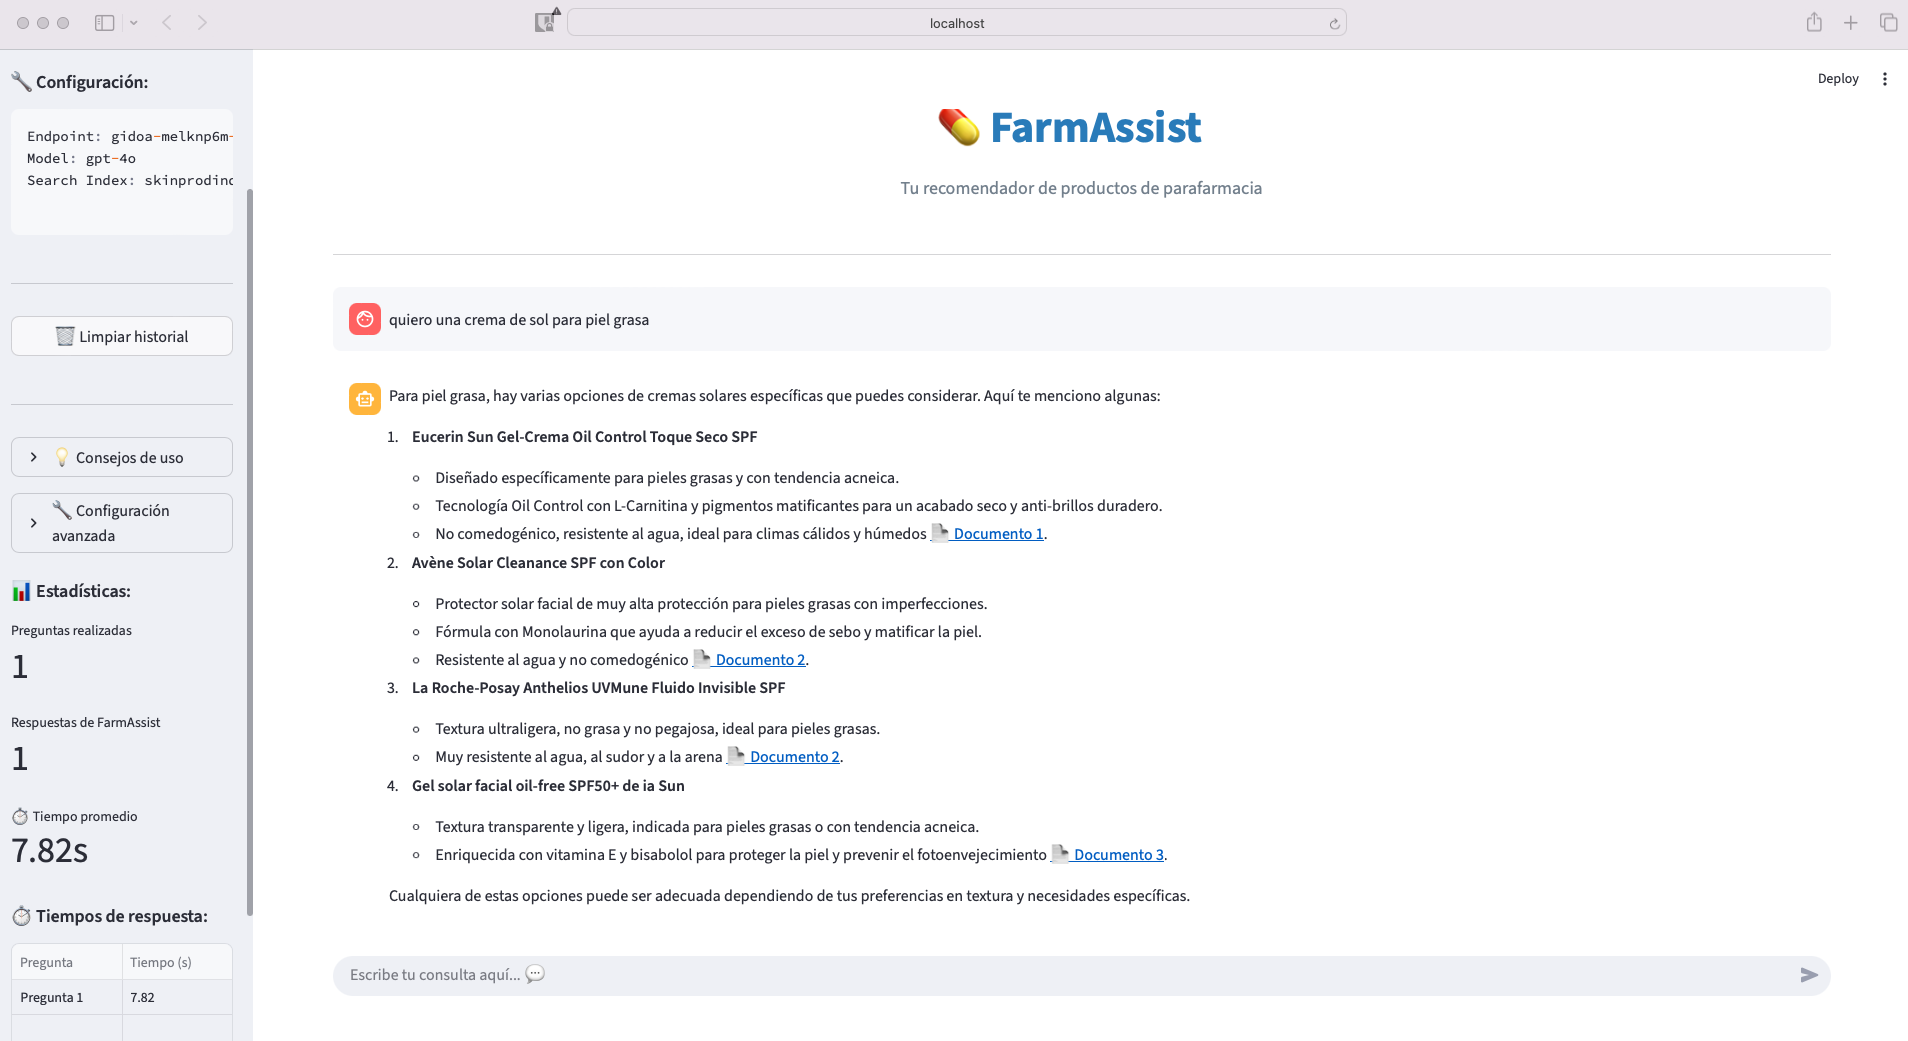 localhost
Configuración:
Endpoint: gidoa-melknp6m-
Model: gpt-4o
Search Index: skinprodind
Limpiar historial
Consejos de uso
Configuración
avanzada
Estadísticas:
Preguntas realizadas
1
Respuestas de FarmAssist
1
Tiempo promedio
7.82s
Tiempos de respuesta:
Pregunta Tiempo (s)
Pregunta 1 7.82
Deploy
FarmAssist
Tu recomendador de productos de parafarmacia
quiero una crema de sol para piel grasa
Para piel grasa, hay varias opciones de cremas solares específicas que puedes considerar. Aquí te menciono algunas:
1. Eucerin Sun Gel-Crema Oil Control Toque Seco SPF
Diseñado específicamente para pieles grasas y con tendencia acneica.
Tecnología Oil Control con L-Carnitina y pigmentos matificantes para un acabado seco y anti-brillos duradero.
No comedogénico, resistente al agua, ideal para climas cálidos y húmedos Documento 1.
2. Avène Solar Cleanance SPF con Color
Protector solar facial de muy alta protección para pieles grasas con imperfecciones.
Fórmula con Monolaurina que ayuda a reducir el exceso de sebo y matificar la piel.
Resistente al agua y no comedogénico Documento 2.
3. La Roche-Posay Anthelios UVMune Fluido Invisible SPF
Textura ultraligera, no grasa y no pegajosa, ideal para pieles grasas.
Muy resistente al agua, al sudor y a la arena Documento 2.
4. Gel solar facial oil-free SPF50+ de ia Sun
Textura transparente y ligera, indicada para pieles grasas o con tendencia acneica.
Enriquecida con vitamina E y bisabolol para proteger la piel y prevenir el fotoenvejecimiento Documento 3.
Cualquiera de estas opciones puede ser adecuada dependiendo de tus preferencias en textura y necesidades específicas.
Escribe tu consulta aquí...